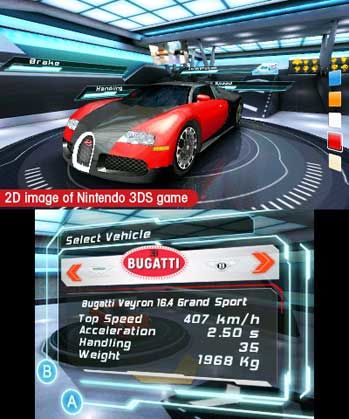 Brake
Handling
Speed
2D image of Nintendo 3DS game
Select Vehicle
BUGATTI
Bugatti Veyron 16.4 Grand Sport
Top Speed 407 km/h
Acceleration 2.50 s
Handling 35
Weight 1968 Kg
B
A